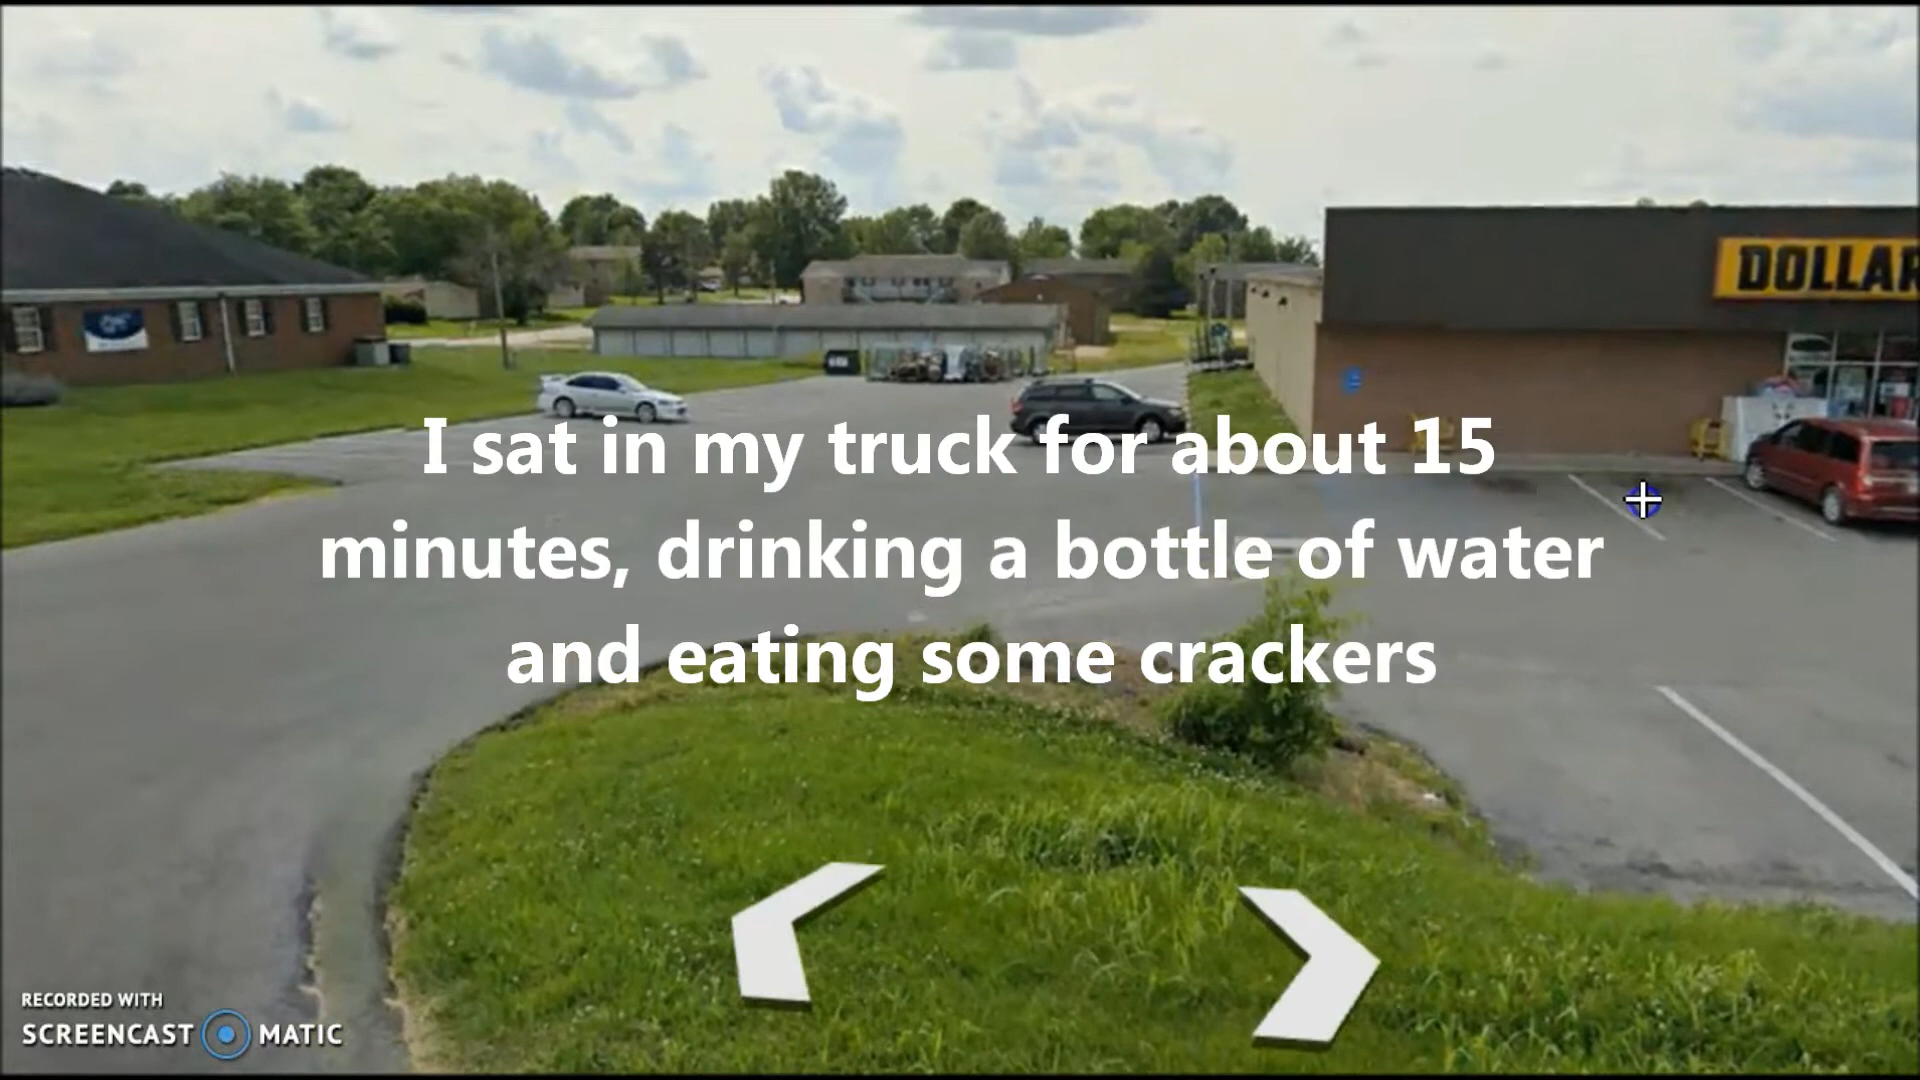 DOLLAR
I sat in my truck for about 15
minutes, drinking a bottle of water
and eating some crackers
RECORDED WITH
SCREENCAST MATIC